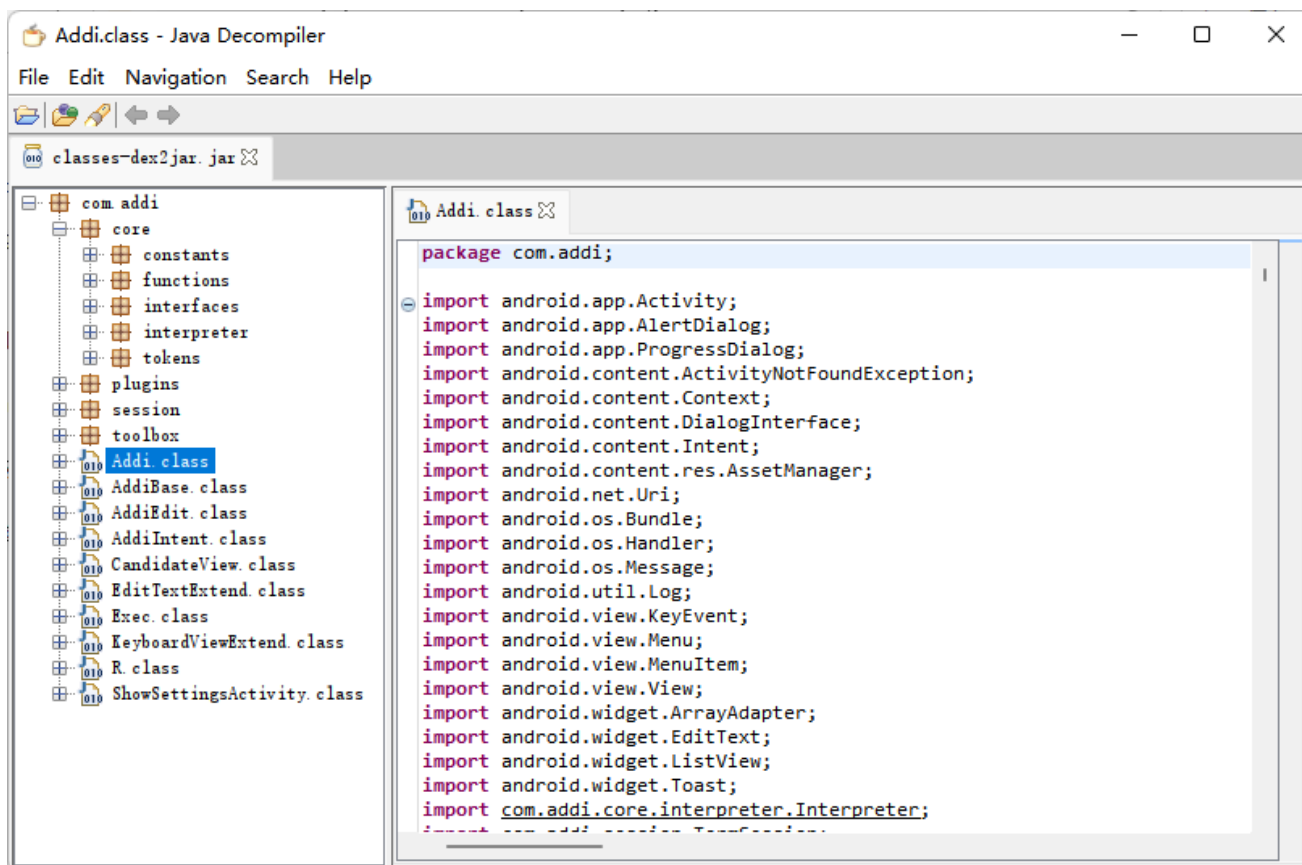 Addi.class - Java Decompiler
File Edit Navigation Search Help
classes-dex2jar.jar
com.addi
core
constants
functions
interfaces
interpreter
tokens
plugins
session
toolbox
Addi.class
AddiBase.class
AddiEdit.class
AddiIntent.class
CandidateView.class
EditTextExtend.class
Exec.class
KeyboardViewExtend.class
R.class
ShowSettingsActivity.class
Addi.class
package com.addi;
import android.app.Activity;
import android.app.AlertDialog;
import android.app.ProgressDialog;
import android.content.ActivityNotFoundException;
import android.content.Context;
import android.content.DialogInterface;
import android.content.Intent;
import android.content.res.AssetManager;
import android.net.Uri;
import android.os.Bundle;
import android.os.Handler;
import android.os.Message;
import android.util.Log;
import android.view.KeyEvent;
import android.view.Menu;
import android.view.MenuItem;
import android.view.View;
import android.widget.ArrayAdapter;
import android.widget.EditText;
import android.widget.ListView;
import android.widget.Toast;
import com.addi.core.interpreter.Interpreter;